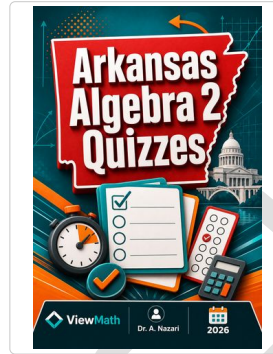 Arkansas
Algebra 2
Quizzes
ViewMath
Dr. A. Nazari
2026